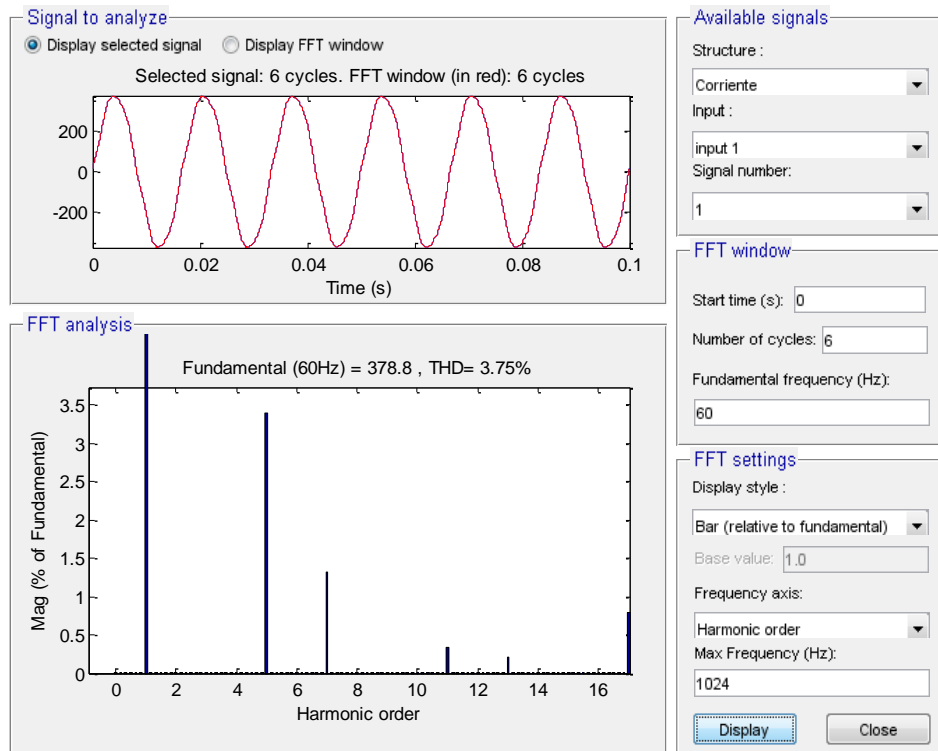 Signal to analyze
Display selected signal Display FFT window
Selected signal: 6 cycles. FFT window (in red): 6 cycles
200
0
-200
0 0.02 0.04 0.06 0.08 0.1
Time (s)
FFT analysis
Fundamental (60Hz) = 378.8 , THD= 3.75%
3.5
3
2.5
2
1.5
1
0.5
0
Mag (% of Fundamental)
0 2 4 6 8 10 12 14 16
Harmonic order
Available signals
Structure :
Corriente
Input :
input 1
Signal number:
1
FFT window
Start time (s): 0
Number of cycles: 6
Fundamental frequency (Hz):
60
FFT settings
Display style :
Bar (relative to fundamental)
Base value: 1.0
Frequency axis:
Harmonic order
Max Frequency (Hz):
1024
Display Close